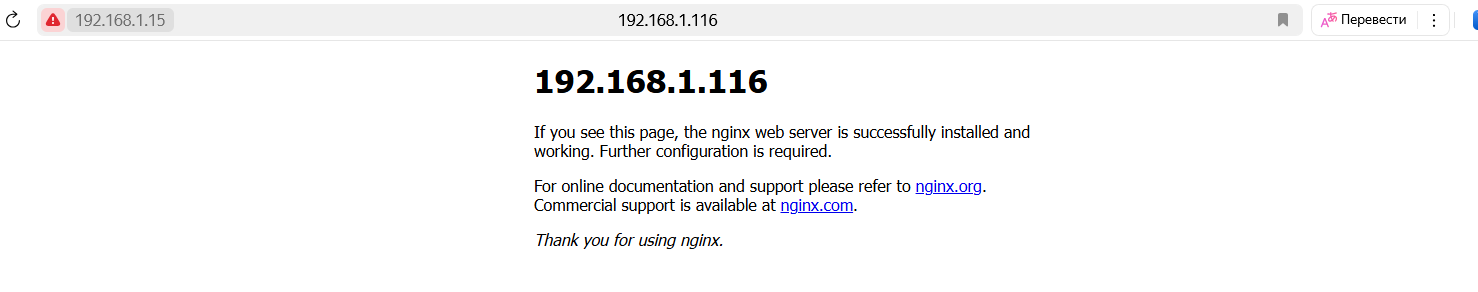 192.168.1.15 192.168.1.116 Перевести
192.168.1.116
If you see this page, the nginx web server is successfully installed and
working. Further configuration is required.
For online documentation and support please refer to nginx.org.
Commercial support is available at nginx.com.
Thank you for using nginx.